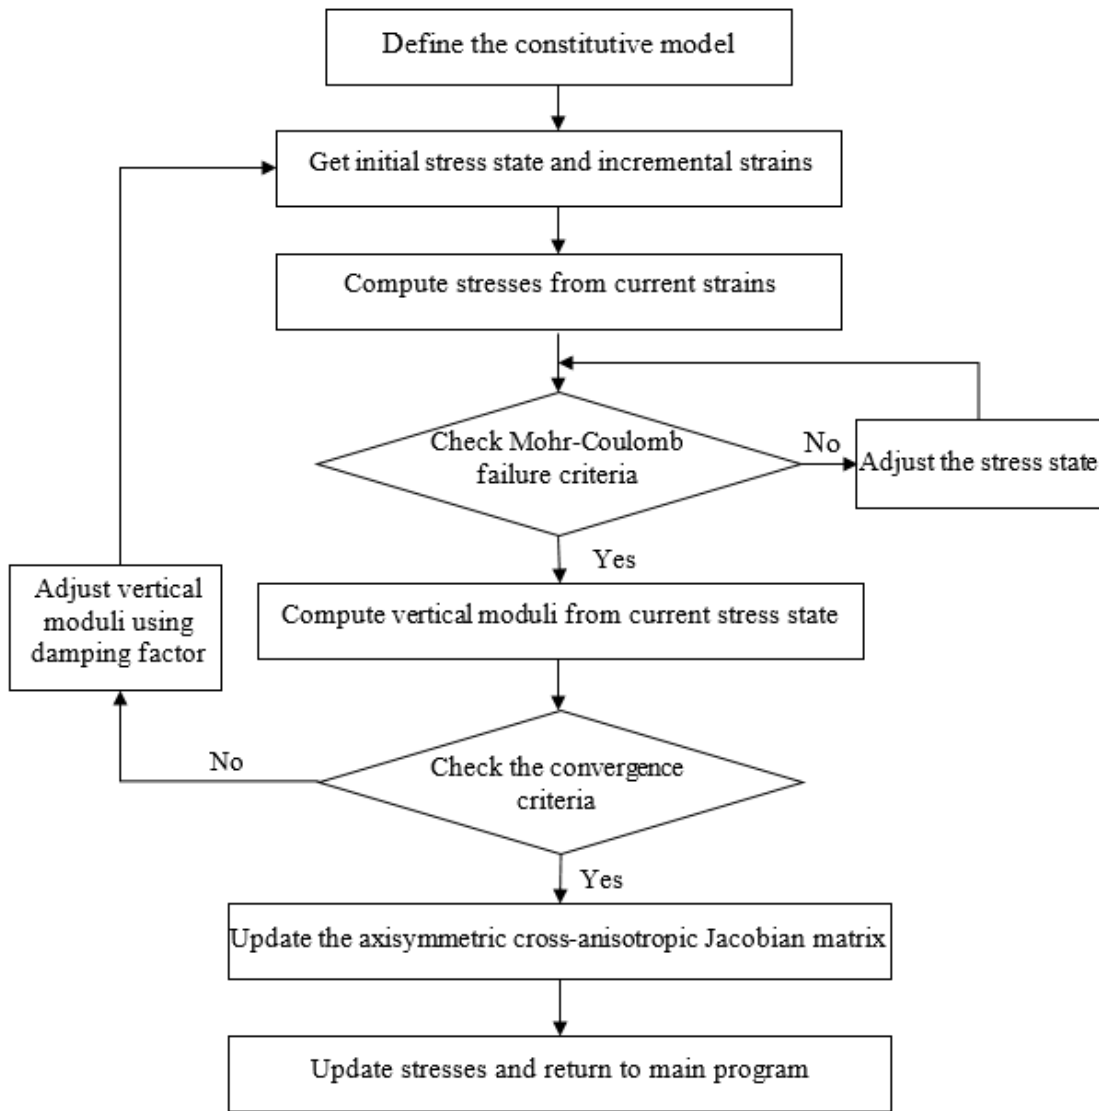 Define the constitutive model
Get initial stress state and incremental strains
Compute stresses from current strains
Check Mohr-Coulomb
failure criteria
No
Adjust the stress state
Yes
Adjust vertical
moduli using
damping factor
Compute vertical moduli from current stress state
No
Check the convergence
criteria
Yes
Update the axisymmetric cross-anisotropic Jacobian matrix
Update stresses and return to main program